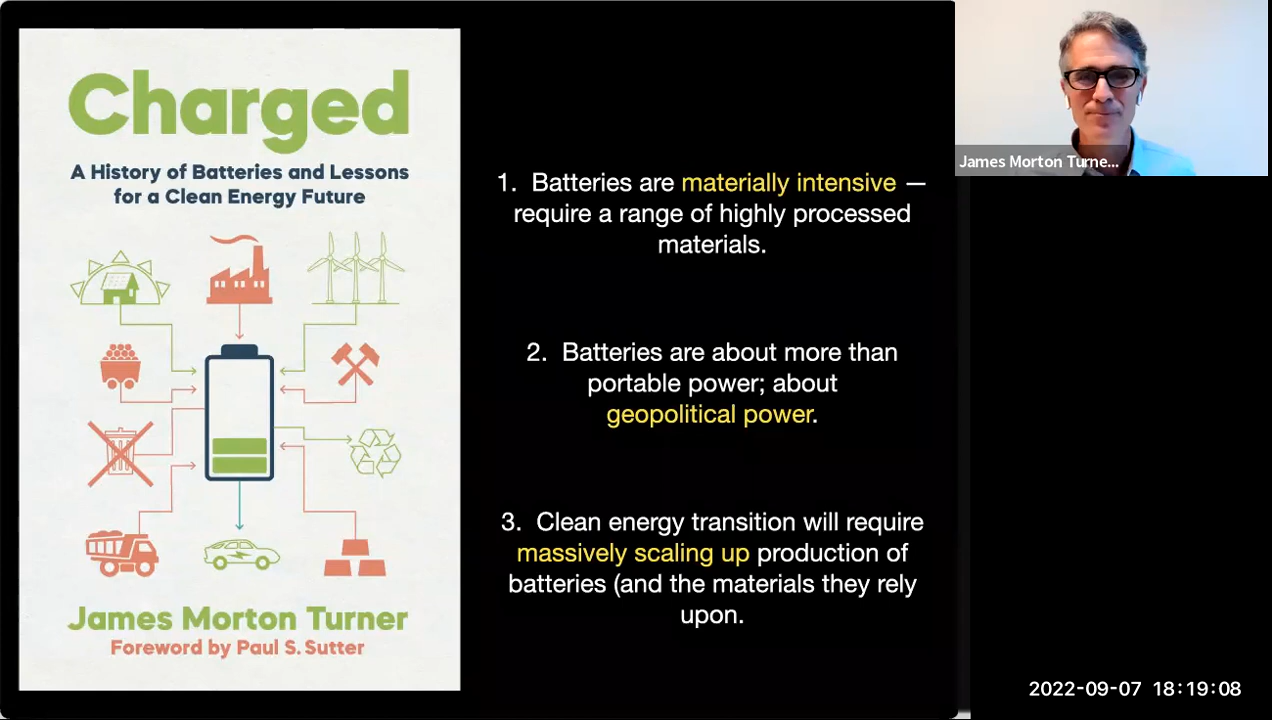 Charged
A History of Batteries and Lessons
for a Clean Energy Future
James Morton Turner
Foreword by Paul S. Sutter
1. Batteries are materially intensive —
require a range of highly processed
materials.
2. Batteries are about more than
portable power; about
geopolitical power.
3. Clean energy transition will require
massively scaling up production of
batteries (and the materials they rely
upon.
James Morton Turne...
2022-09-07 18:19:08